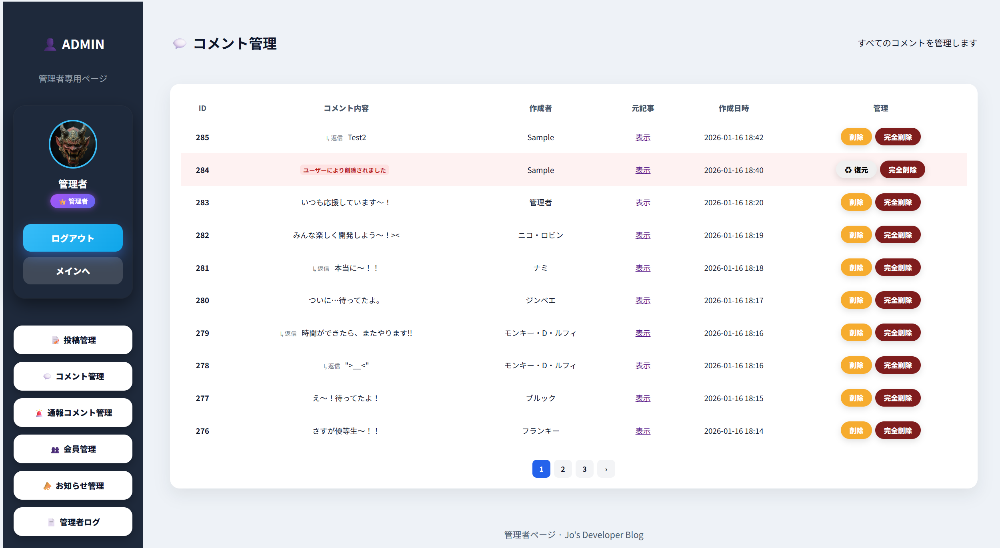 ADMIN
管理者専用ページ
管理者
管理者
ログアウト
メインへ
投稿管理
コメント管理
通報コメント管理
会員管理
お知らせ管理
管理者ログ
コメント管理
すべてのコメントを管理します
ID コメント内容 作成者 元記事 作成日時 管理
285 ↳返信 Test2 Sample 表示 2026-01-16 18:42 削除 完全削除
284 ユーザーにより削除されました Sample 表示 2026-01-16 18:40 ♻ 復元 完全削除
283 いつも応援しています～！ 管理者 表示 2026-01-16 18:20 削除 完全削除
282 みんな楽しく開発しよう～！>< ニコ・ロビン 表示 2026-01-16 18:19 削除 完全削除
281 ↳返信 本当に～！！ ナミ 表示 2026-01-16 18:18 削除 完全削除
280 ついに…待ってたよ。 ジンベエ 表示 2026-01-16 18:17 削除 完全削除
279 ↳返信 時間ができたら、またやります!! モンキー・D・ルフィ 表示 2026-01-16 18:16 削除 完全削除
278 ↳返信 ">__<" モンキー・D・ルフィ 表示 2026-01-16 18:16 削除 完全削除
277 え～！待ってたよ！ ブルック 表示 2026-01-16 18:15 削除 完全削除
276 さすが優等生～！！ フランキー 表示 2026-01-16 18:14 削除 完全削除
1 2 3 ›
管理者ページ · Jo's Developer Blog